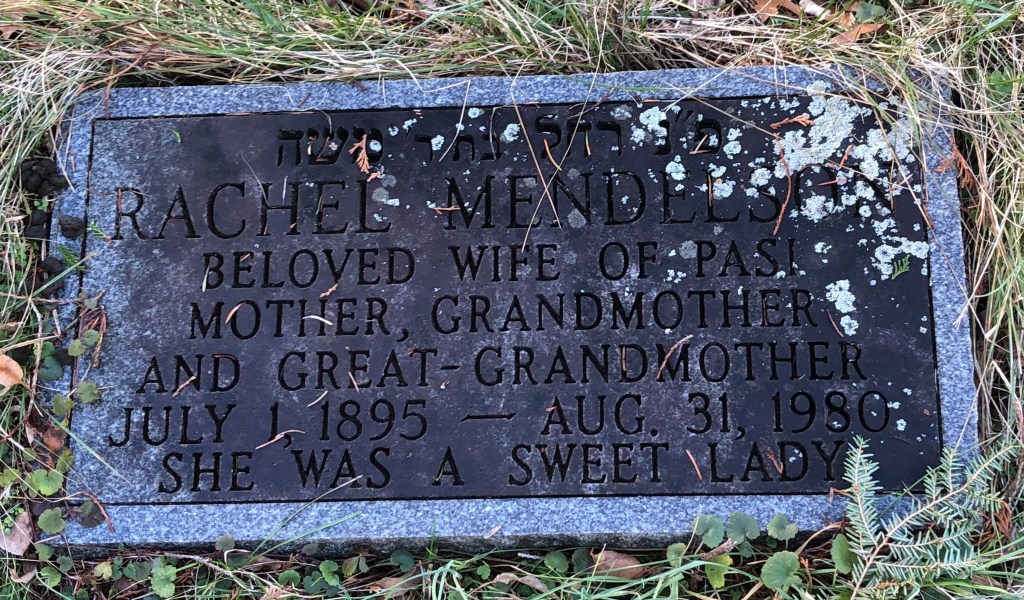 פ״נ רחל בת ר׳ משה
RACHEL MENDELSON
BELOVED WIFE OF PASI
MOTHER, GRANDMOTHER
AND GREAT-GRANDMOTHER
JULY 1, 1895 — AUG. 31, 1980
SHE WAS A SWEET LADY